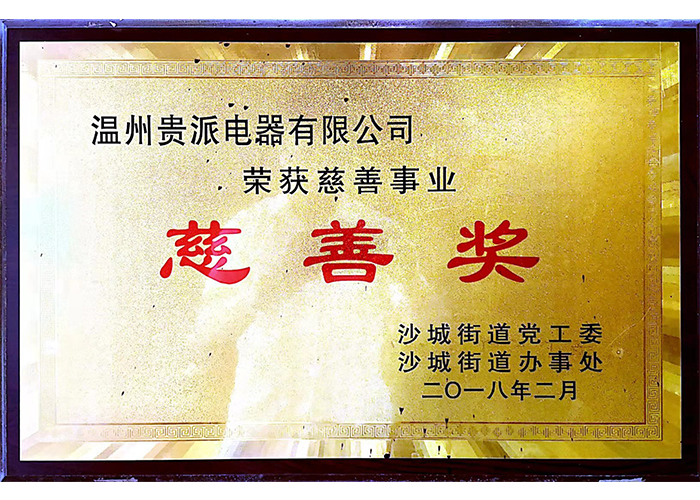 温州贵派电器有限公司
荣获慈善事业
慈善奖
沙城街道党工委
沙城街道办事处
二〇一八年二月